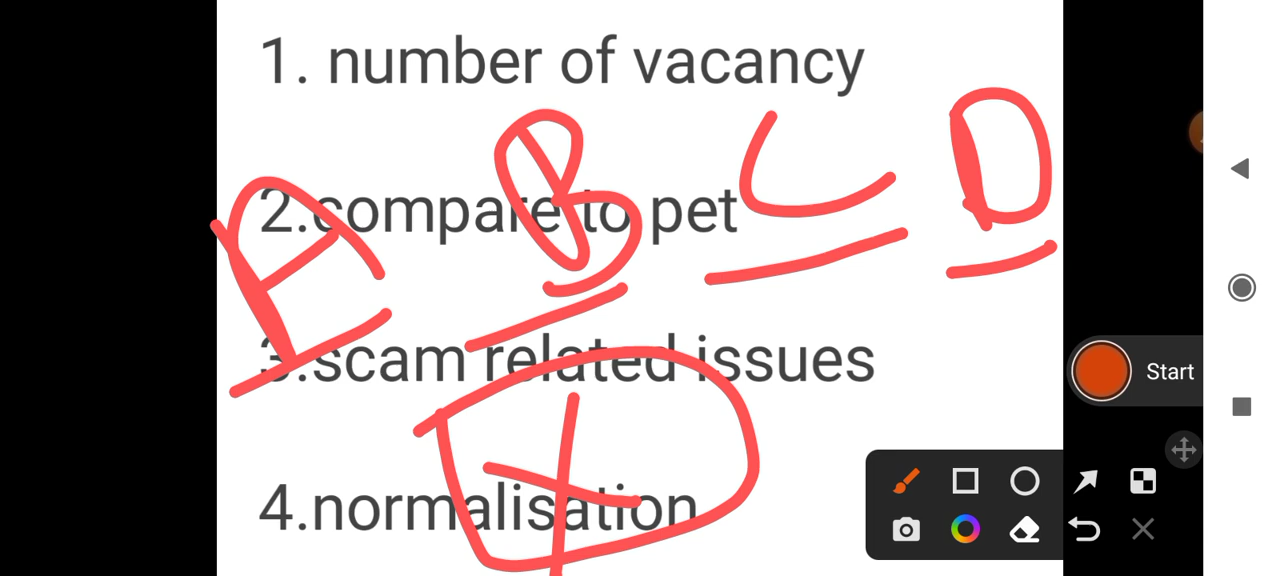 1. number of vacancy
A B C D
2.compare to pet
3.scam related issues
4.normalisation
Start